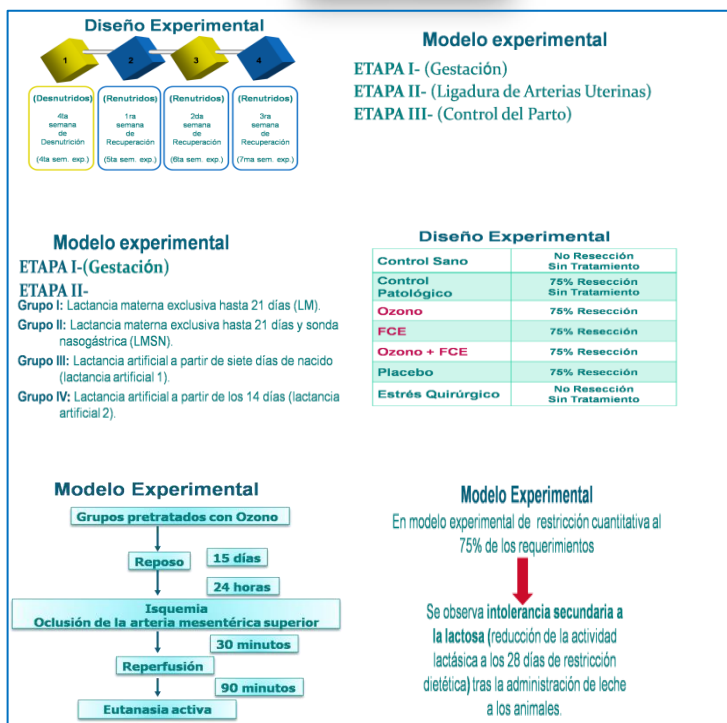 Diseño Experimental
1 2 3 4
(Desnutridos)
4ta
semana
de
Desnutrición
(4ta sem. exp.)
(Renutridos)
1ra
semana
de
Recuperación
(5ta sem. exp.)
(Renutridos)
2da
semana
de
Recuperación
(6ta sem. exp.)
(Renutridos)
3ra
semana
de
Recuperación
(7ma sem. exp.)
Modelo experimental
ETAPA I- (Gestación)
ETAPA II- (Ligadura de Arterias Uterinas)
ETAPA III- (Control del Parto)
Modelo experimental
ETAPA I-(Gestación)
ETAPA II-
Grupo I: Lactancia materna exclusiva hasta 21 días (LM).
Grupo II: Lactancia materna exclusiva hasta 21 días y sonda
nasogástrica (LMSN).
Grupo III: Lactancia artificial a partir de siete días de nacido
(lactancia artificial 1).
Grupo IV: Lactancia artificial a partir de los 14 días (lactancia
artificial 2).
Diseño Experimental
Control Sano
No Resección
Sin Tratamiento
Control
Patológico
75% Resección
Sin Tratamiento
Ozono
75% Resección
FCE
75% Resección
Ozono + FCE
75% Resección
Placebo
75% Resección
Estrés Quirúrgico
No Resección
Sin Tratamiento
Modelo Experimental
Grupos pretratados con Ozono
Reposo
15 días
24 horas
Isquemia
Oclusión de la arteria mesentérica superior
30 minutos
Reperfusión
90 minutos
Eutanasia activa
Modelo Experimental
En modelo experimental de restricción cuantitativa al
75% de los requerimientos
Se observa intolerancia secundaria a
la lactosa (reducción de la actividad
lactásica a los 28 días de restricción
dietética) tras la administración de leche
a los animales.